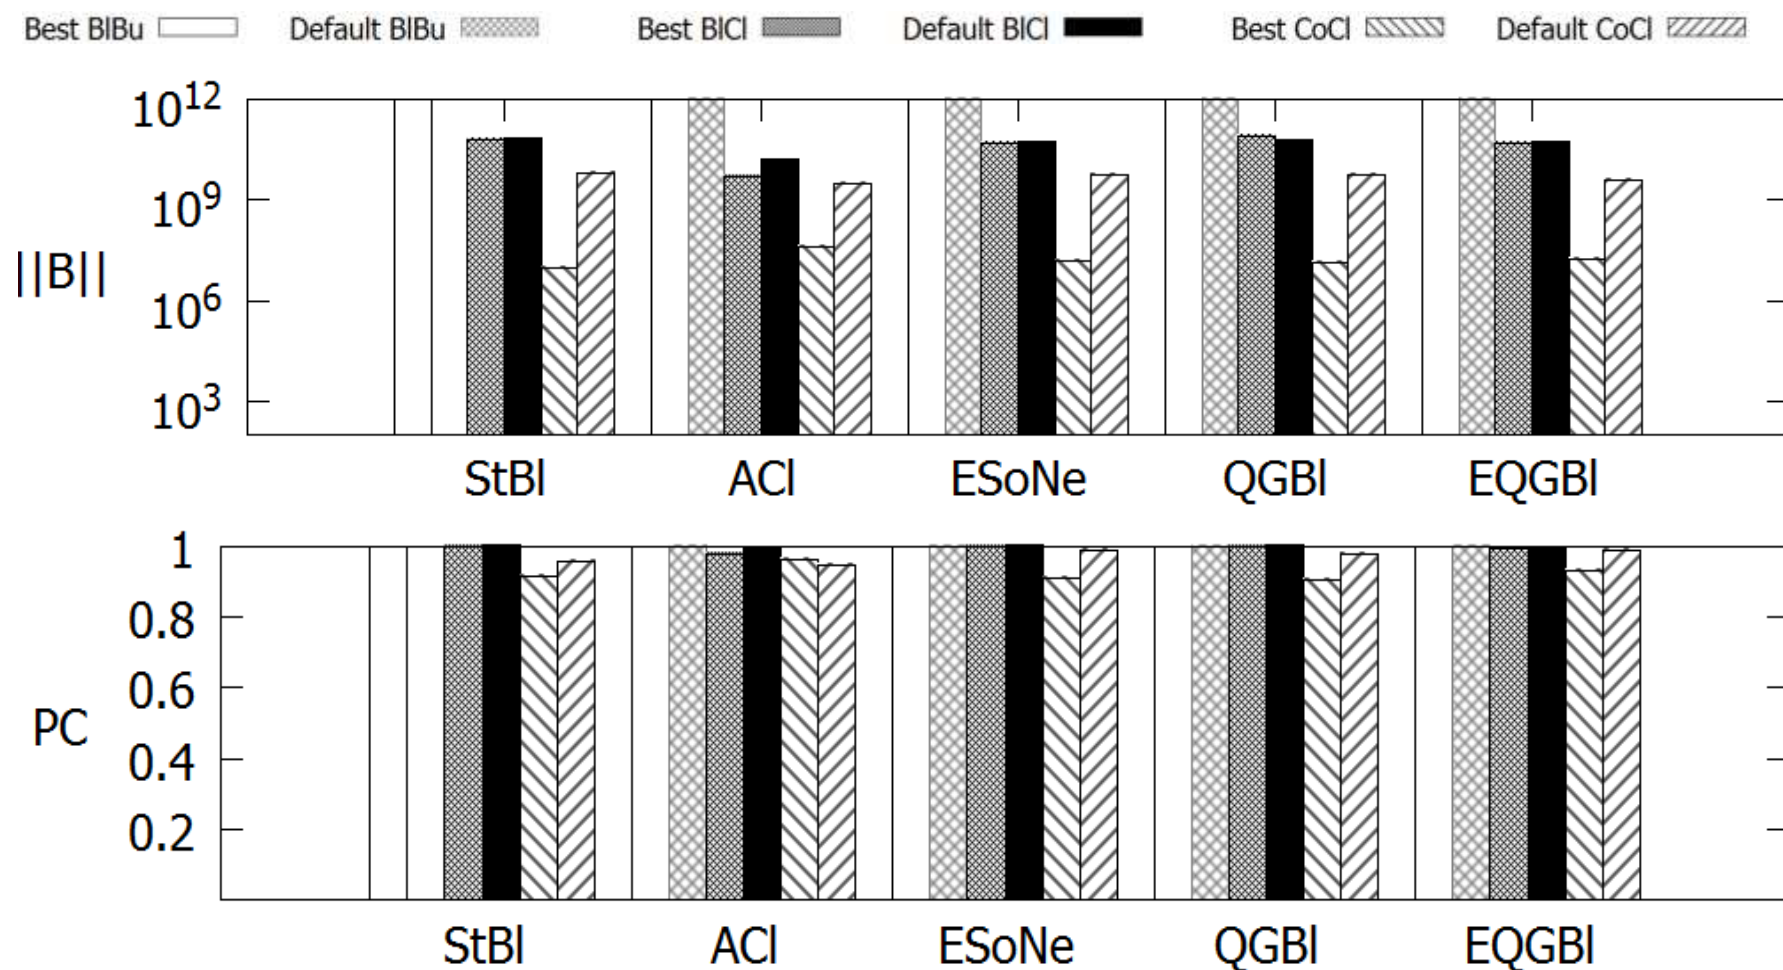 Best BlBu Default BlBu Best BlCl Default BlCl Best CoCl Default CoCl
10^12
10^9
||B||
10^6
10^3
StBl ACl ESoNe QGBl EQGBl
1
0.8
0.6
PC
0.4
0.2
StBl ACl ESoNe QGBl EQGBl